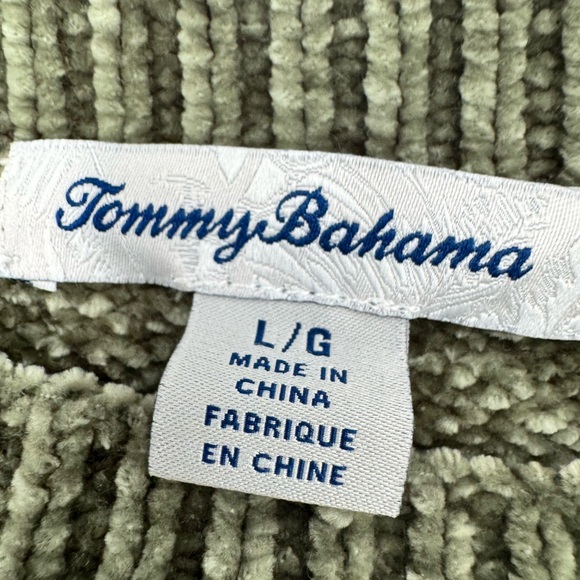 Tommy Bahama
L/G
MADE IN
CHINA
FABRIQUE
EN CHINE